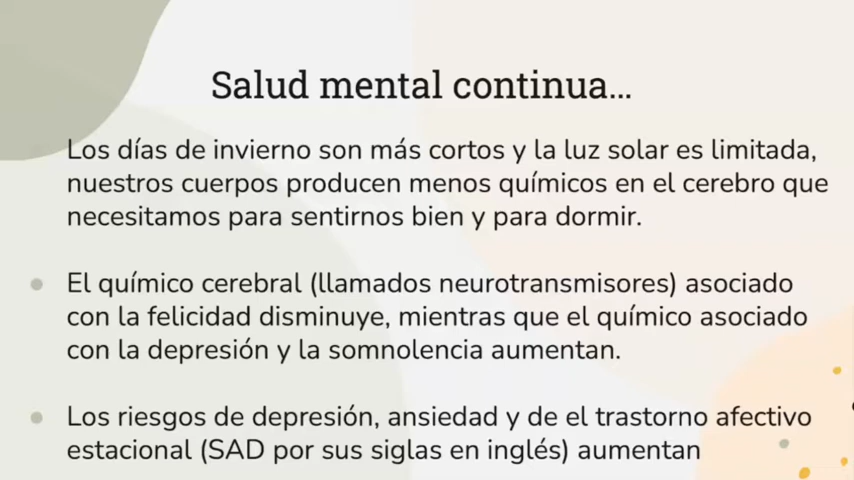 Salud mental continua...
Los días de invierno son más cortos y la luz solar es limitada,
nuestros cuerpos producen menos químicos en el cerebro que
necesitamos para sentirnos bien y para dormir.
El químico cerebral (llamados neurotransmisores) asociado
con la felicidad disminuye, mientras que el químico asociado
con la depresión y la somnolencia aumentan.
Los riesgos de depresión, ansiedad y de el trastorno afectivo
estacional (SAD por sus siglas en inglés) aumentan